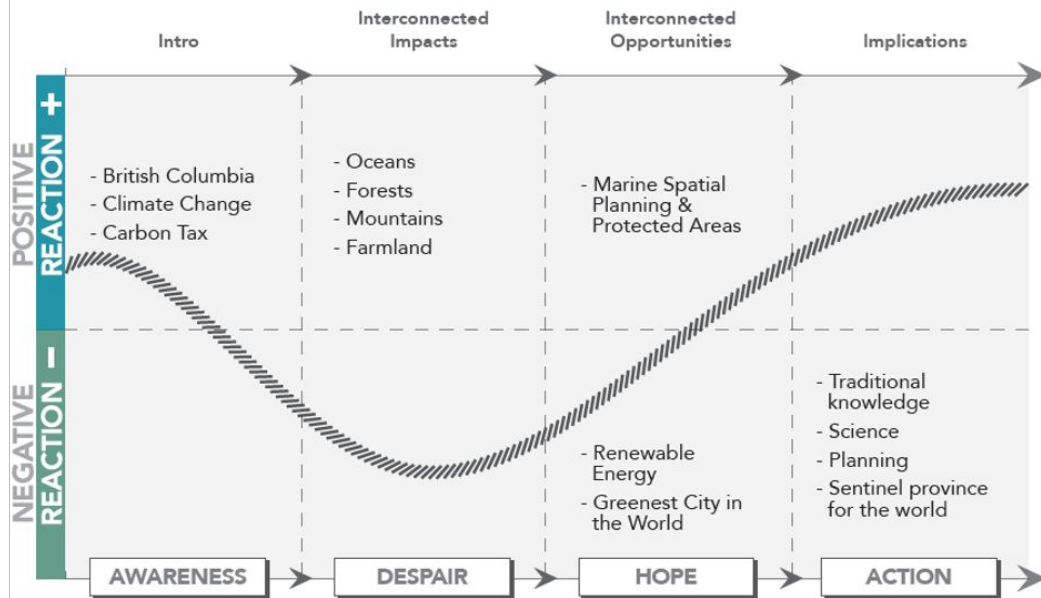 Intro
Interconnected
Impacts
Interconnected
Opportunities
Implications
POSITIVE
REACTION +
NEGATIVE
REACTION –
- British Columbia
- Climate Change
- Carbon Tax
- Oceans
- Forests
- Mountains
- Farmland
- Marine Spatial
Planning &
Protected Areas
- Renewable
Energy
- Greenest City in
the World
- Traditional
knowledge
- Science
- Planning
- Sentinel province
for the world
AWARENESS
DESPAIR
HOPE
ACTION